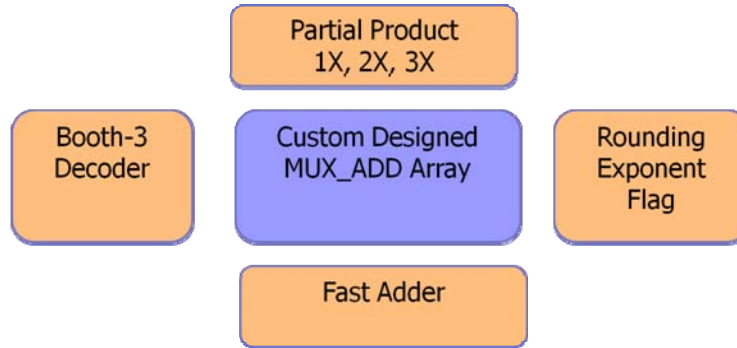 Partial Product
1X, 2X, 3X
Booth-3
Decoder
Custom Designed
MUX_ADD Array
Rounding
Exponent
Flag
Fast Adder